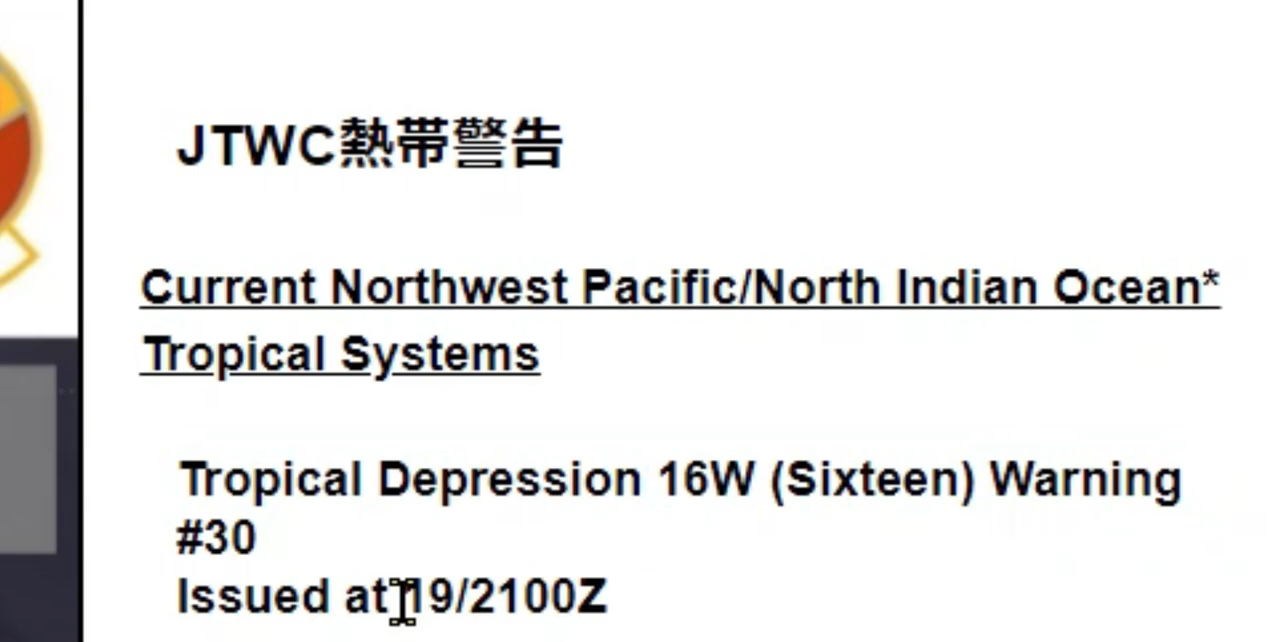 JTWC熱帯警告
Current Northwest Pacific/North Indian Ocean*
Tropical Systems
Tropical Depression 16W (Sixteen) Warning
#30
Issued at 19/2100Z